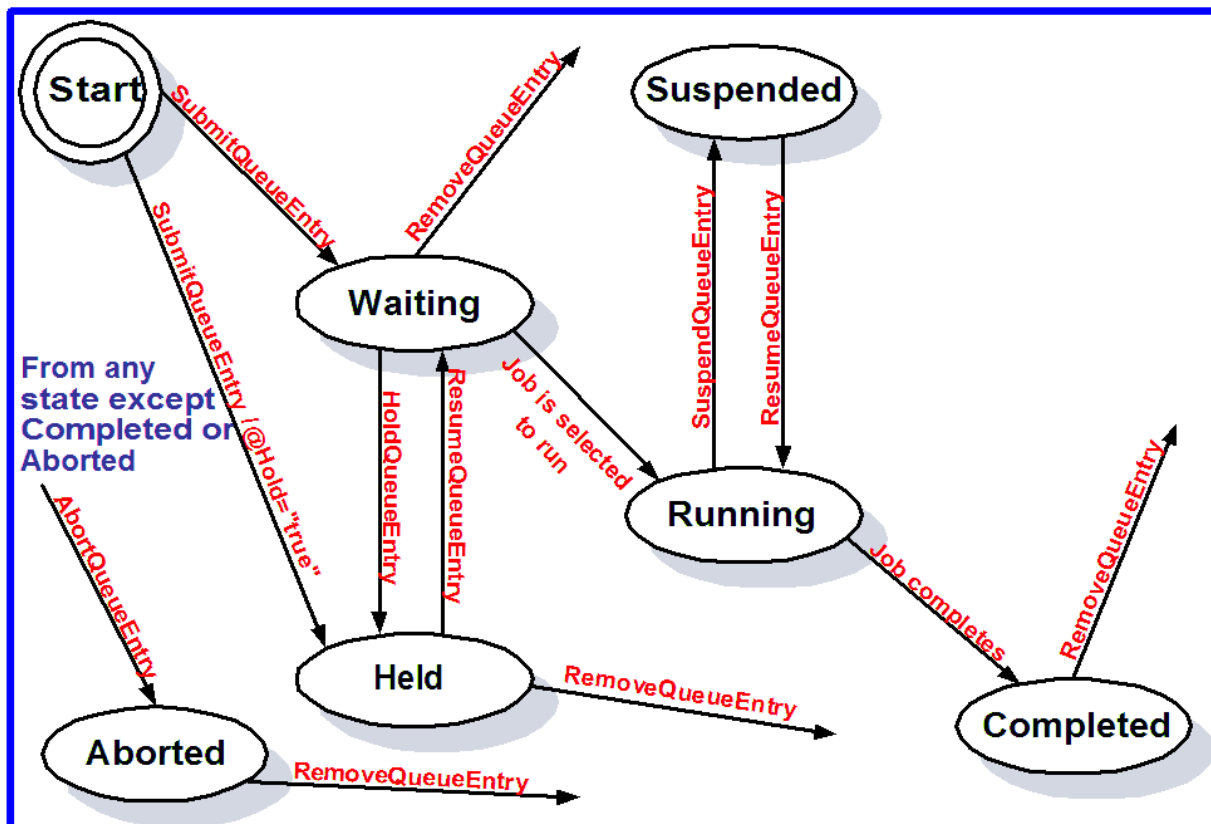 Start
SubmitQueueEntry
RemoveQueueEntry
Suspended
SubmitQueueEntry /@Hold="true"
Waiting
SuspendQueueEntry
ResumeQueueEntry
From any
state except
Completed or
Aborted
HoldQueueEntry
ResumeQueueEntry
Job is selected
to run
Running
AbortQueueEntry
Job completes
RemoveQueueEntry
Held
RemoveQueueEntry
Completed
Aborted
RemoveQueueEntry